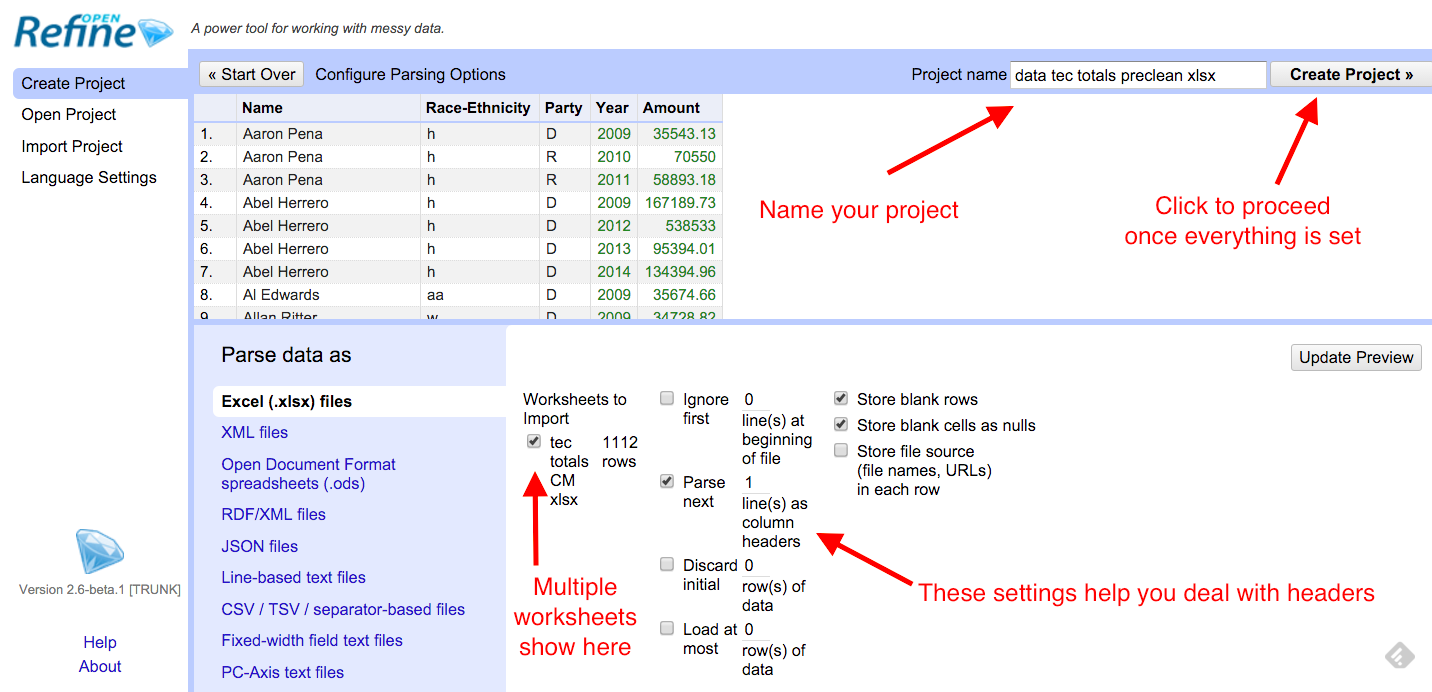 OPEN
Refine
A power tool for working with messy data.
Create Project
Open Project
Import Project
Language Settings
« Start Over Configure Parsing Options Project name data tec totals preclean xlsx Create Project »
Name Race-Ethnicity Party Year Amount
1. Aaron Pena h D 2009 35543.13
2. Aaron Pena h R 2010 70550
3. Aaron Pena h R 2011 58893.18
4. Abel Herrero h D 2009 167189.73
5. Abel Herrero h D 2012 538533
6. Abel Herrero h D 2013 95394.01
7. Abel Herrero h D 2014 134394.96
8. Al Edwards aa D 2009 35674.66
9. Allan Ritter w D 2009 34728.82
Name your project
Click to proceed
once everything is set
Parse data as
Excel (.xlsx) files
XML files
Open Document Format
spreadsheets (.ods)
RDF/XML files
JSON files
Line-based text files
CSV / TSV / separator-based files
Fixed-width field text files
PC-Axis text files
Update Preview
Worksheets to
Import
tec 1112
totals rows
CM
xlsx
Ignore 0
first line(s) at
beginning
of file
Parse 1
next line(s) as
column
headers
Discard 0
initial row(s) of
data
Load at 0
most row(s) of
data
Store blank rows
Store blank cells as nulls
Store file source
(file names, URLs)
in each row
Multiple
worksheets
show here
These settings help you deal with headers
Version 2.6-beta.1 [TRUNK]
Help
About